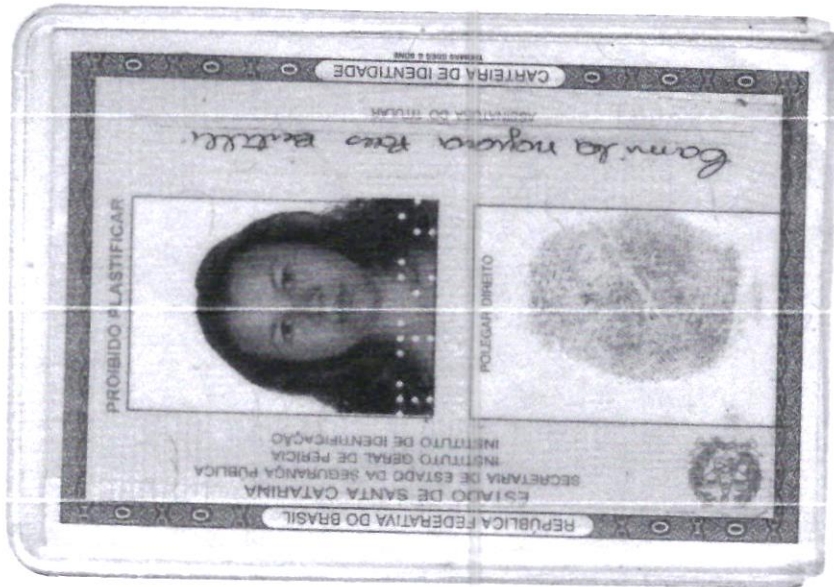 REPÚBLICA FEDERATIVA DO BRASIL
ESTADO DE SANTA CATARINA
SECRETARIA DE ESTADO DA SEGURANÇA PÚBLICA
INSTITUTO GERAL DE PERÍCIA
INSTITUTO DE IDENTIFICAÇÃO
POLEGAR DIREITO
PROIBIDO PLASTIFICAR
Camila
ASSINATURA DO TITULAR
CARTEIRA DE IDENTIDADE